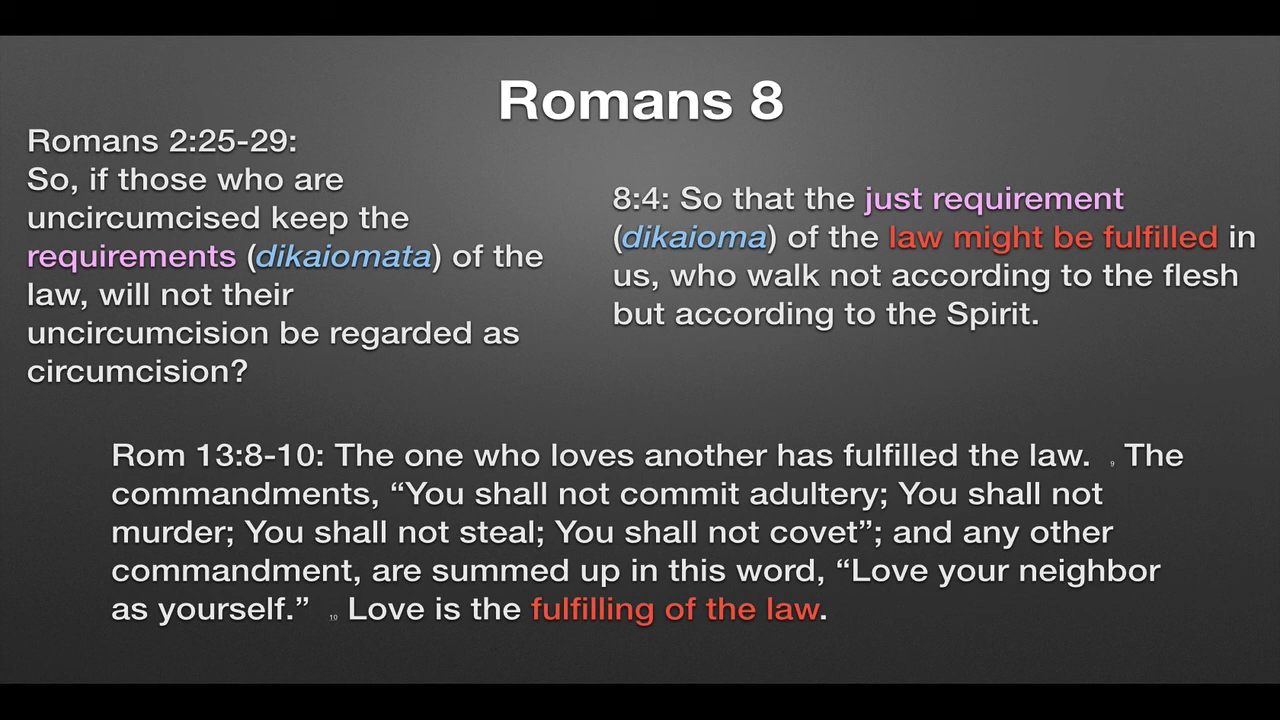 Romans 8
Romans 2:25-29:
So, if those who are
uncircumcised keep the
requirements (dikaiomata) of the
law, will not their
uncircumcision be regarded as
circumcision?
8:4: So that the just requirement
(dikaioma) of the law might be fulfilled in
us, who walk not according to the flesh
but according to the Spirit.
Rom 13:8-10: The one who loves another has fulfilled the law. 9 The
commandments, “You shall not commit adultery; You shall not
murder; You shall not steal; You shall not covet”; and any other
commandment, are summed up in this word, “Love your neighbor
as yourself.” 10 Love is the fulfilling of the law.